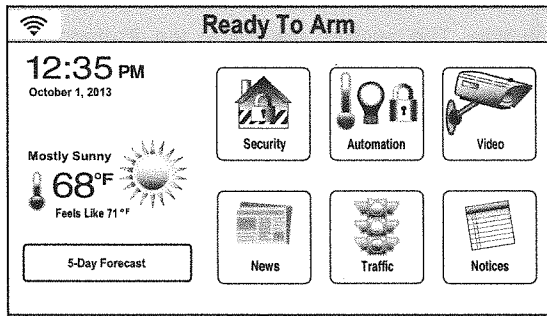 Ready To Arm
12:35 PM
October 1, 2013
Mostly Sunny
68°F
Feels Like 71°F
5-Day Forecast
Security
Automation
Video
News
Traffic
Notices